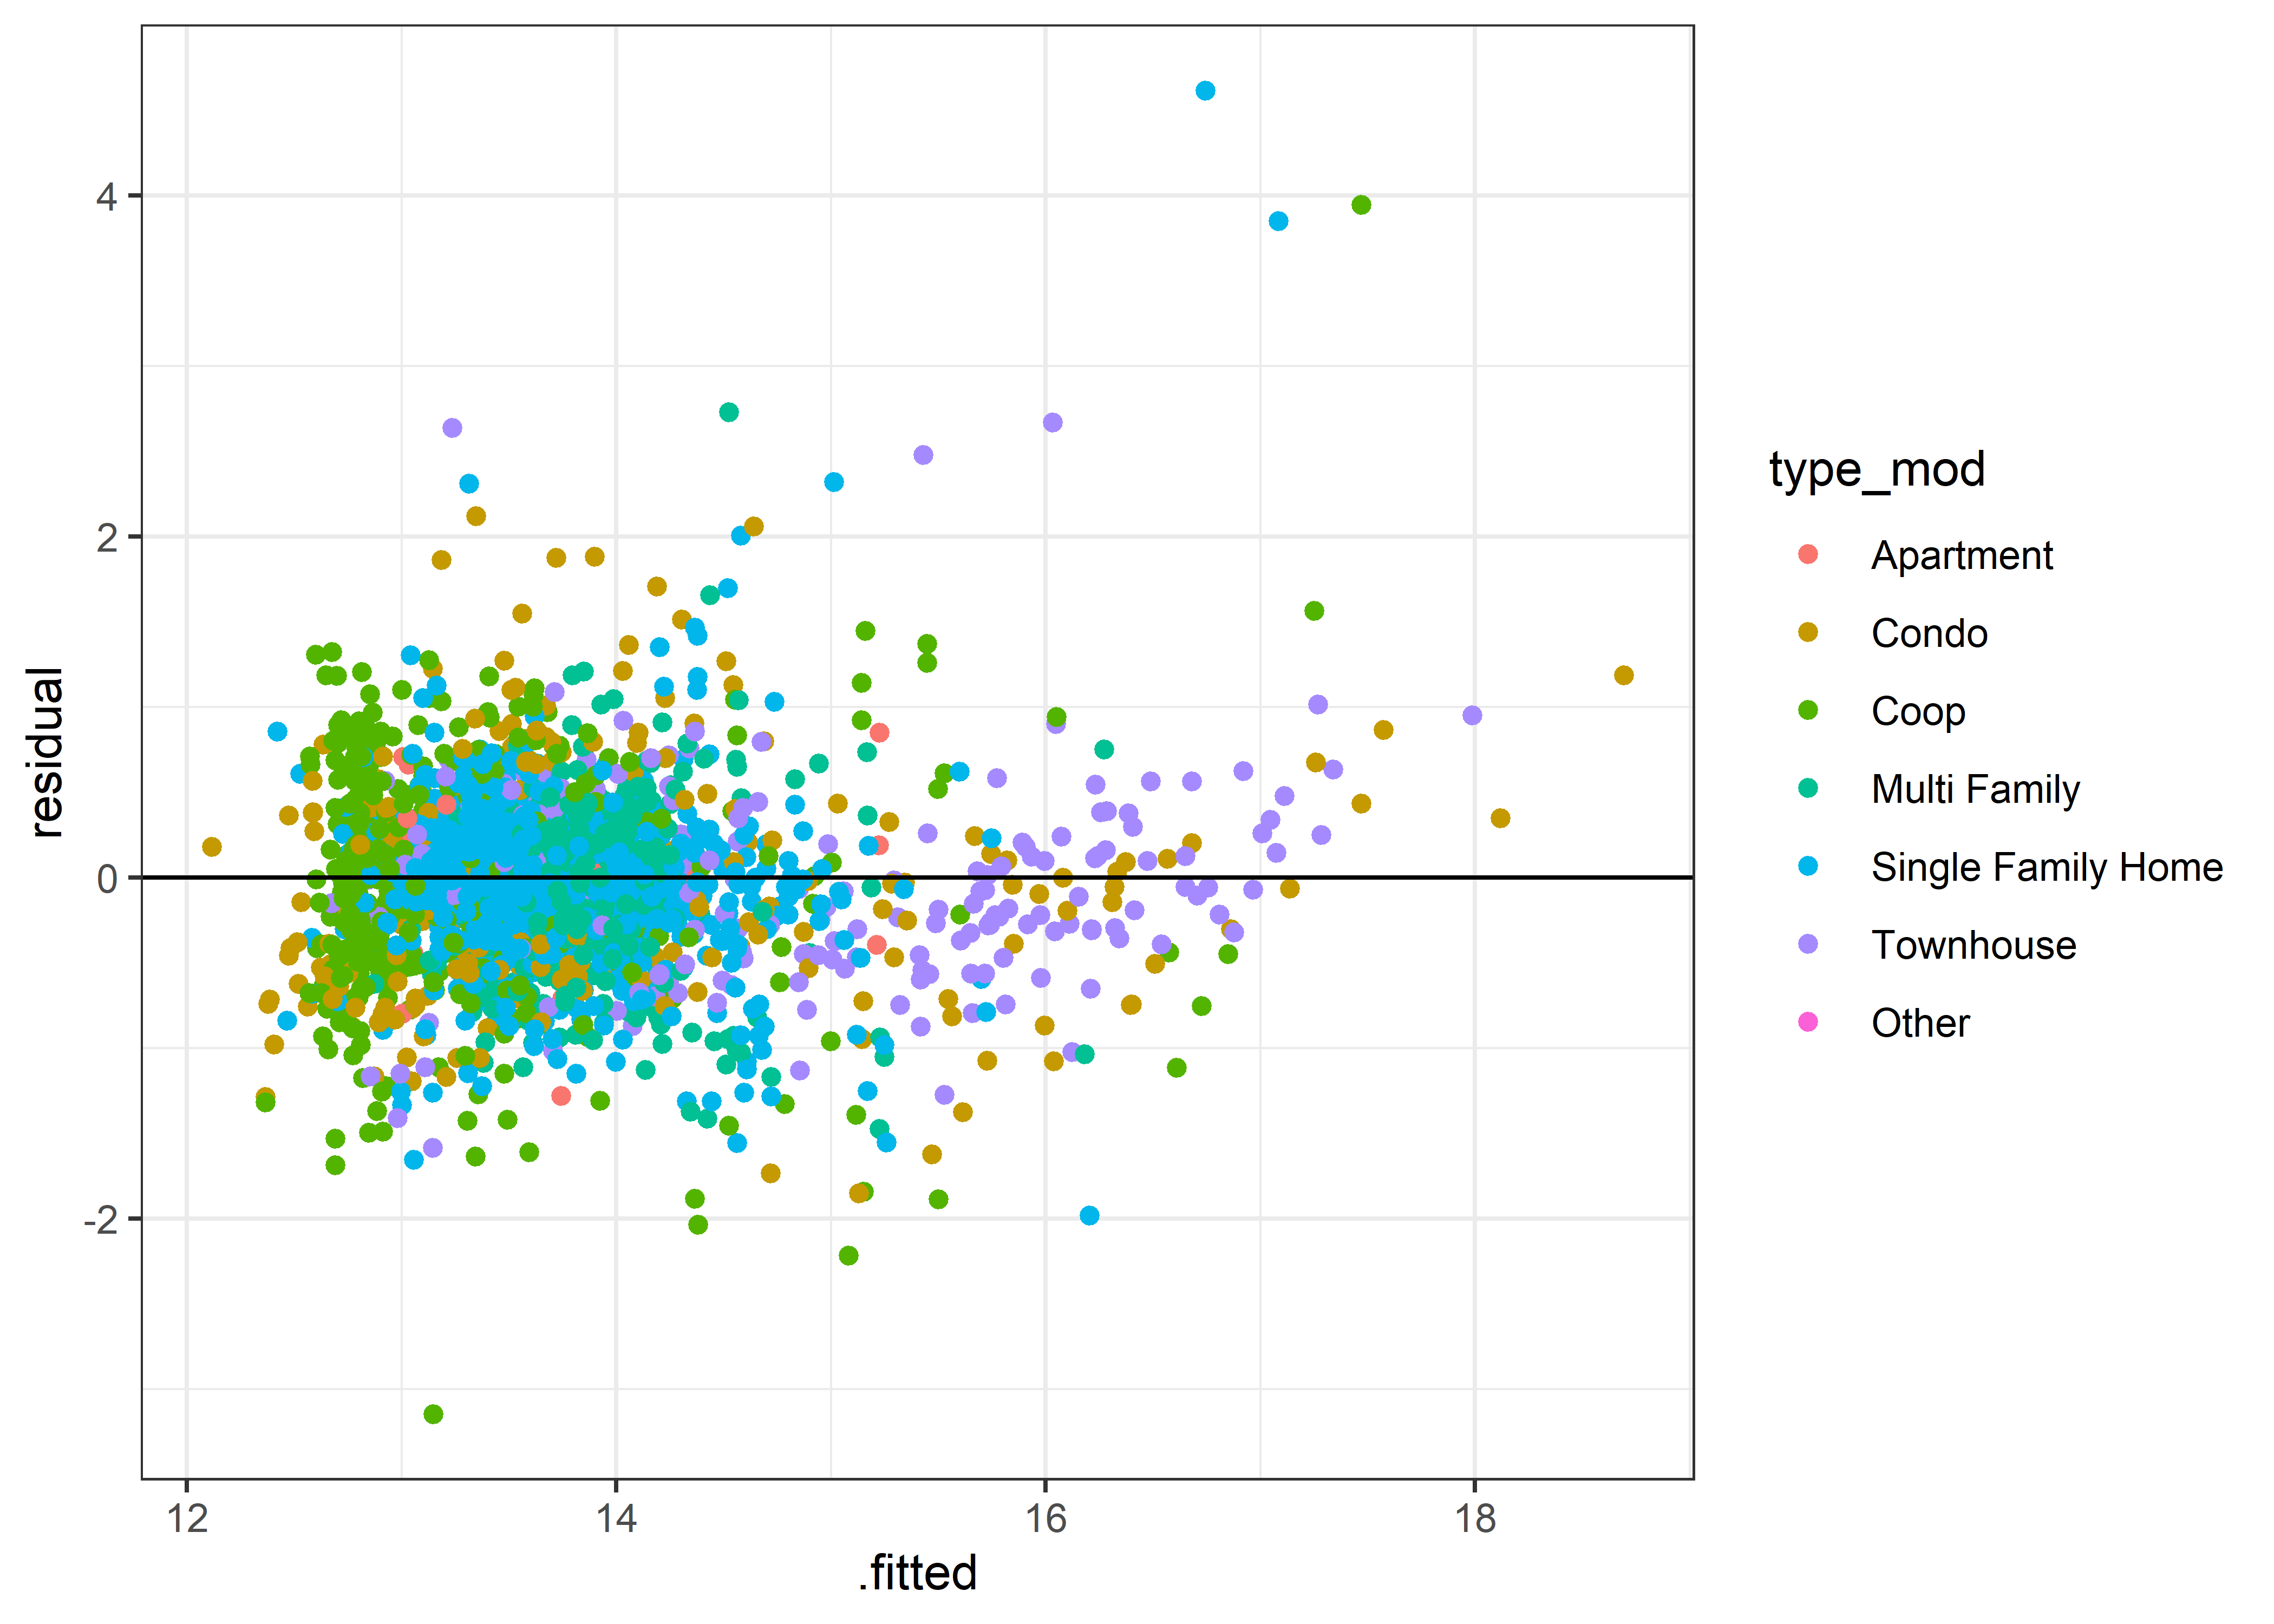 4
2
0
-2
residual
12
14
16
18
.fitted
type_mod
Apartment
Condo
Coop
Multi Family
Single Family Home
Townhouse
Other